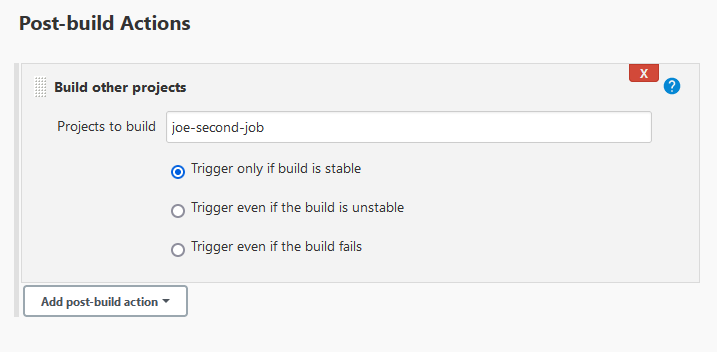 Post-build Actions
X
?
Build other projects
Projects to build joe-second-job
Trigger only if build is stable
Trigger even if the build is unstable
Trigger even if the build fails
Add post-build action